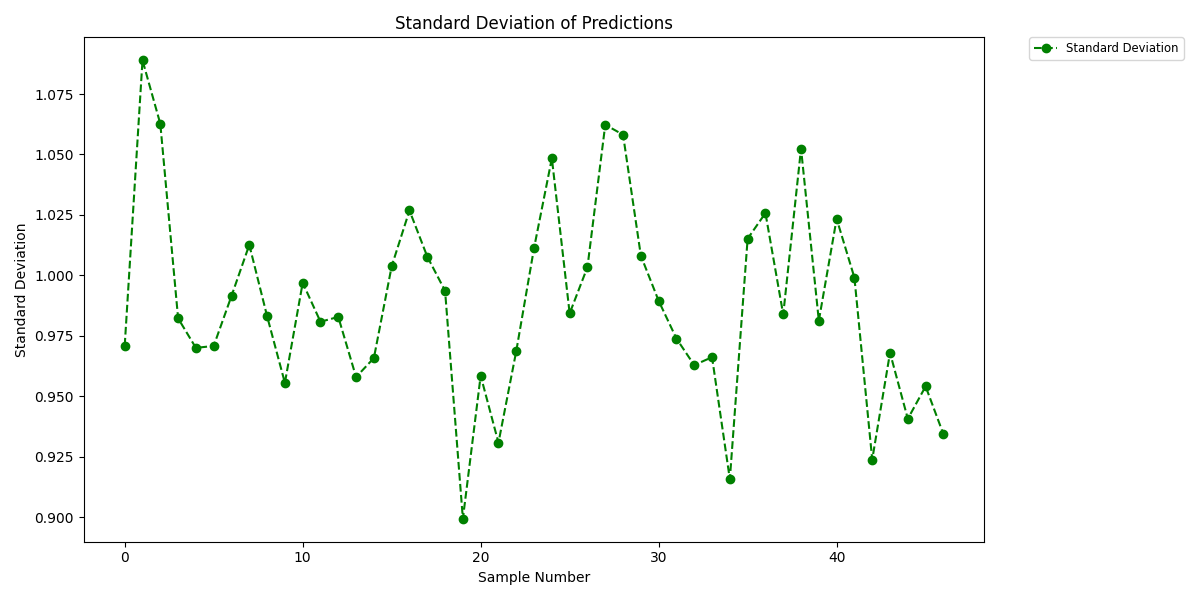 Standard Deviation of Predictions
Standard Deviation
1.075
1.050
1.025
1.000
0.975
0.950
0.925
0.900
Standard Deviation
0 10 20 30 40
Sample Number